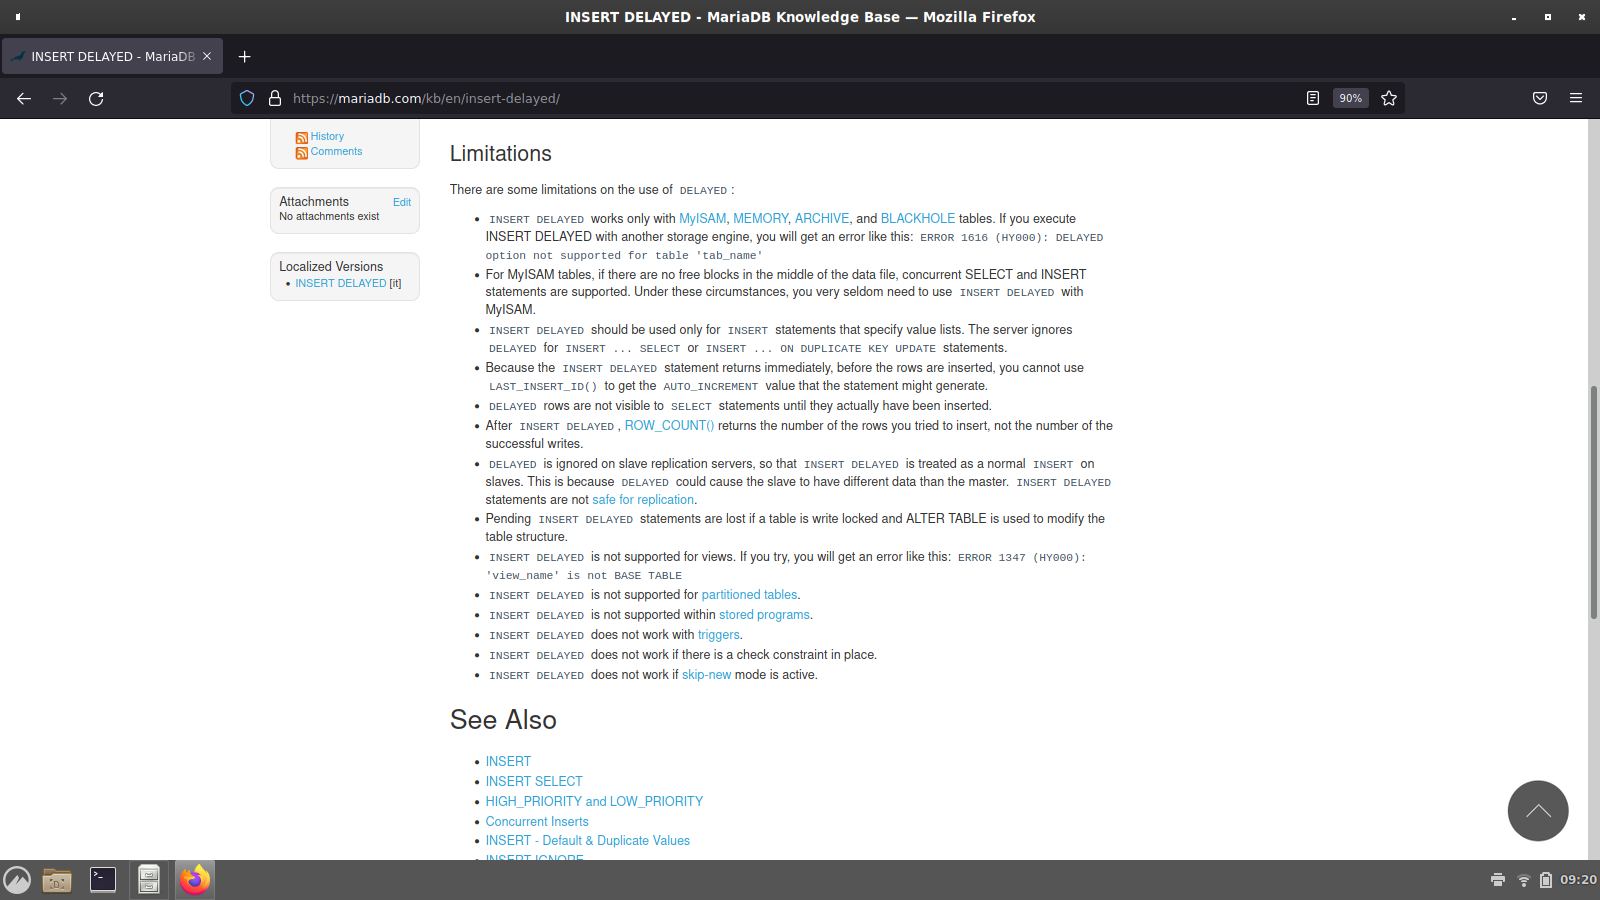 INSERT DELAYED - MariaDB Knowledge Base — Mozilla Firefox
INSERT DELAYED - MariaDB
https://mariadb.com/kb/en/insert-delayed/
90%
History
Comments
Attachments Edit
No attachments exist
Localized Versions
INSERT DELAYED [it]
Limitations
There are some limitations on the use of DELAYED :
INSERT DELAYED works only with MyISAM, MEMORY, ARCHIVE, and BLACKHOLE tables. If you execute
INSERT DELAYED with another storage engine, you will get an error like this: ERROR 1616 (HY000): DELAYED
option not supported for table 'tab_name'
For MyISAM tables, if there are no free blocks in the middle of the data file, concurrent SELECT and INSERT
statements are supported. Under these circumstances, you very seldom need to use INSERT DELAYED with
MyISAM.
INSERT DELAYED should be used only for INSERT statements that specify value lists. The server ignores
DELAYED for INSERT ... SELECT or INSERT ... ON DUPLICATE KEY UPDATE statements.
Because the INSERT DELAYED statement returns immediately, before the rows are inserted, you cannot use
LAST_INSERT_ID() to get the AUTO_INCREMENT value that the statement might generate.
DELAYED rows are not visible to SELECT statements until they actually have been inserted.
After INSERT DELAYED , ROW_COUNT() returns the number of the rows you tried to insert, not the number of the
successful writes.
DELAYED is ignored on slave replication servers, so that INSERT DELAYED is treated as a normal INSERT on
slaves. This is because DELAYED could cause the slave to have different data than the master. INSERT DELAYED
statements are not safe for replication.
Pending INSERT DELAYED statements are lost if a table is write locked and ALTER TABLE is used to modify the
table structure.
INSERT DELAYED is not supported for views. If you try, you will get an error like this: ERROR 1347 (HY000):
'view_name' is not BASE TABLE
INSERT DELAYED is not supported for partitioned tables.
INSERT DELAYED is not supported within stored programs.
INSERT DELAYED does not work with triggers.
INSERT DELAYED does not work if there is a check constraint in place.
INSERT DELAYED does not work if skip-new mode is active.
See Also
INSERT
INSERT SELECT
HIGH_PRIORITY and LOW_PRIORITY
Concurrent Inserts
INSERT - Default & Duplicate Values
INSERT IGNORE
09:20